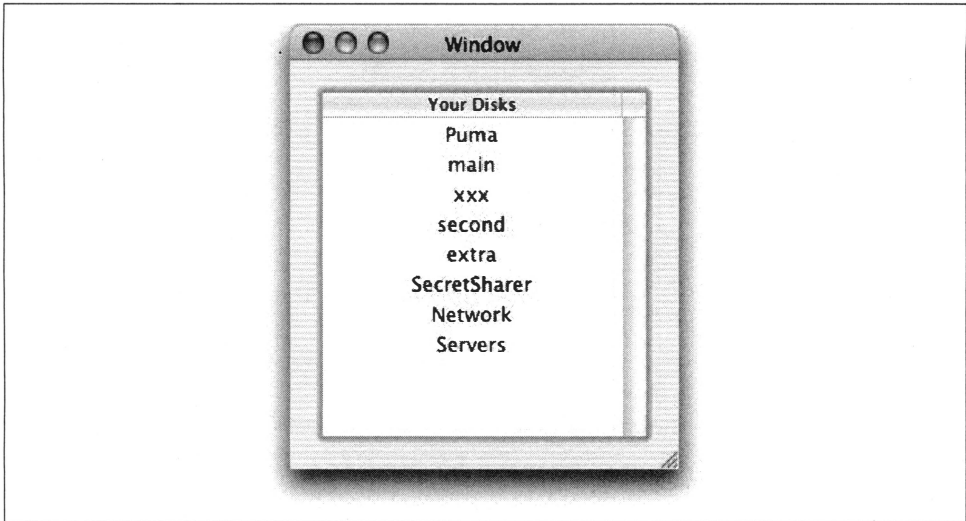 Window
Your Disks
Puma
main
xxx
second
extra
SecretSharer
Network
Servers